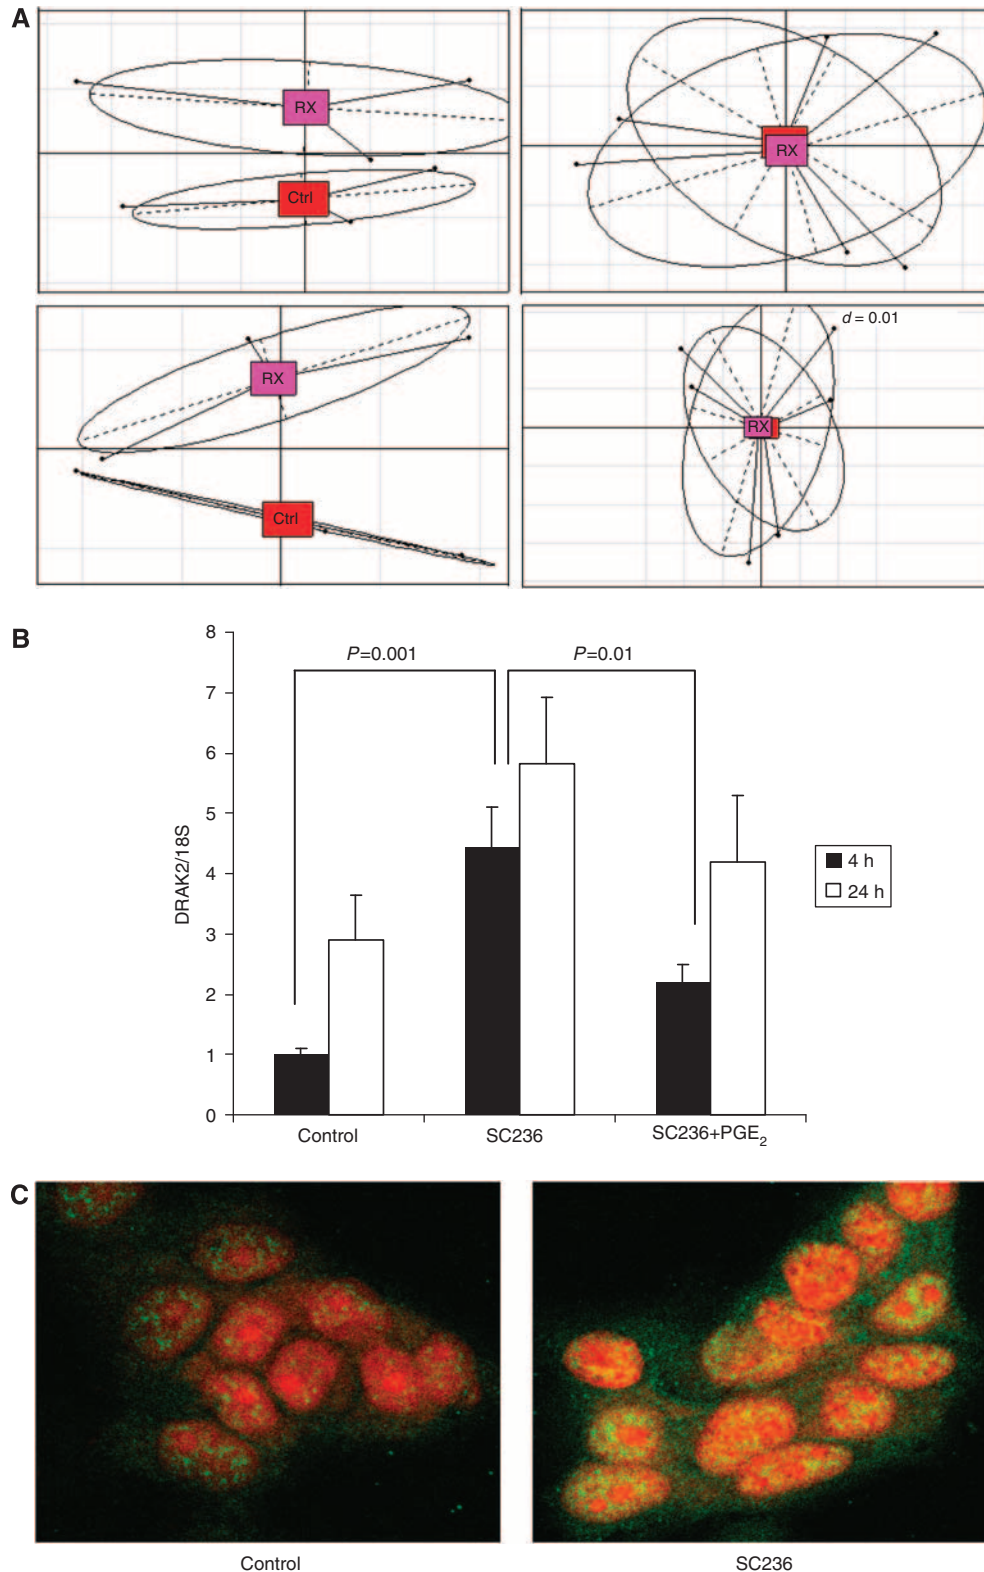 A
RX
Ctrl
RX
RX
Ctrl
d = 0.01
RX
B
8
7
6
5
4
3
2
1
0
DRAK2/18S
P=0.001
P=0.01
4 h
24 h
Control
SC236
SC236+PGE2
C
Control
SC236